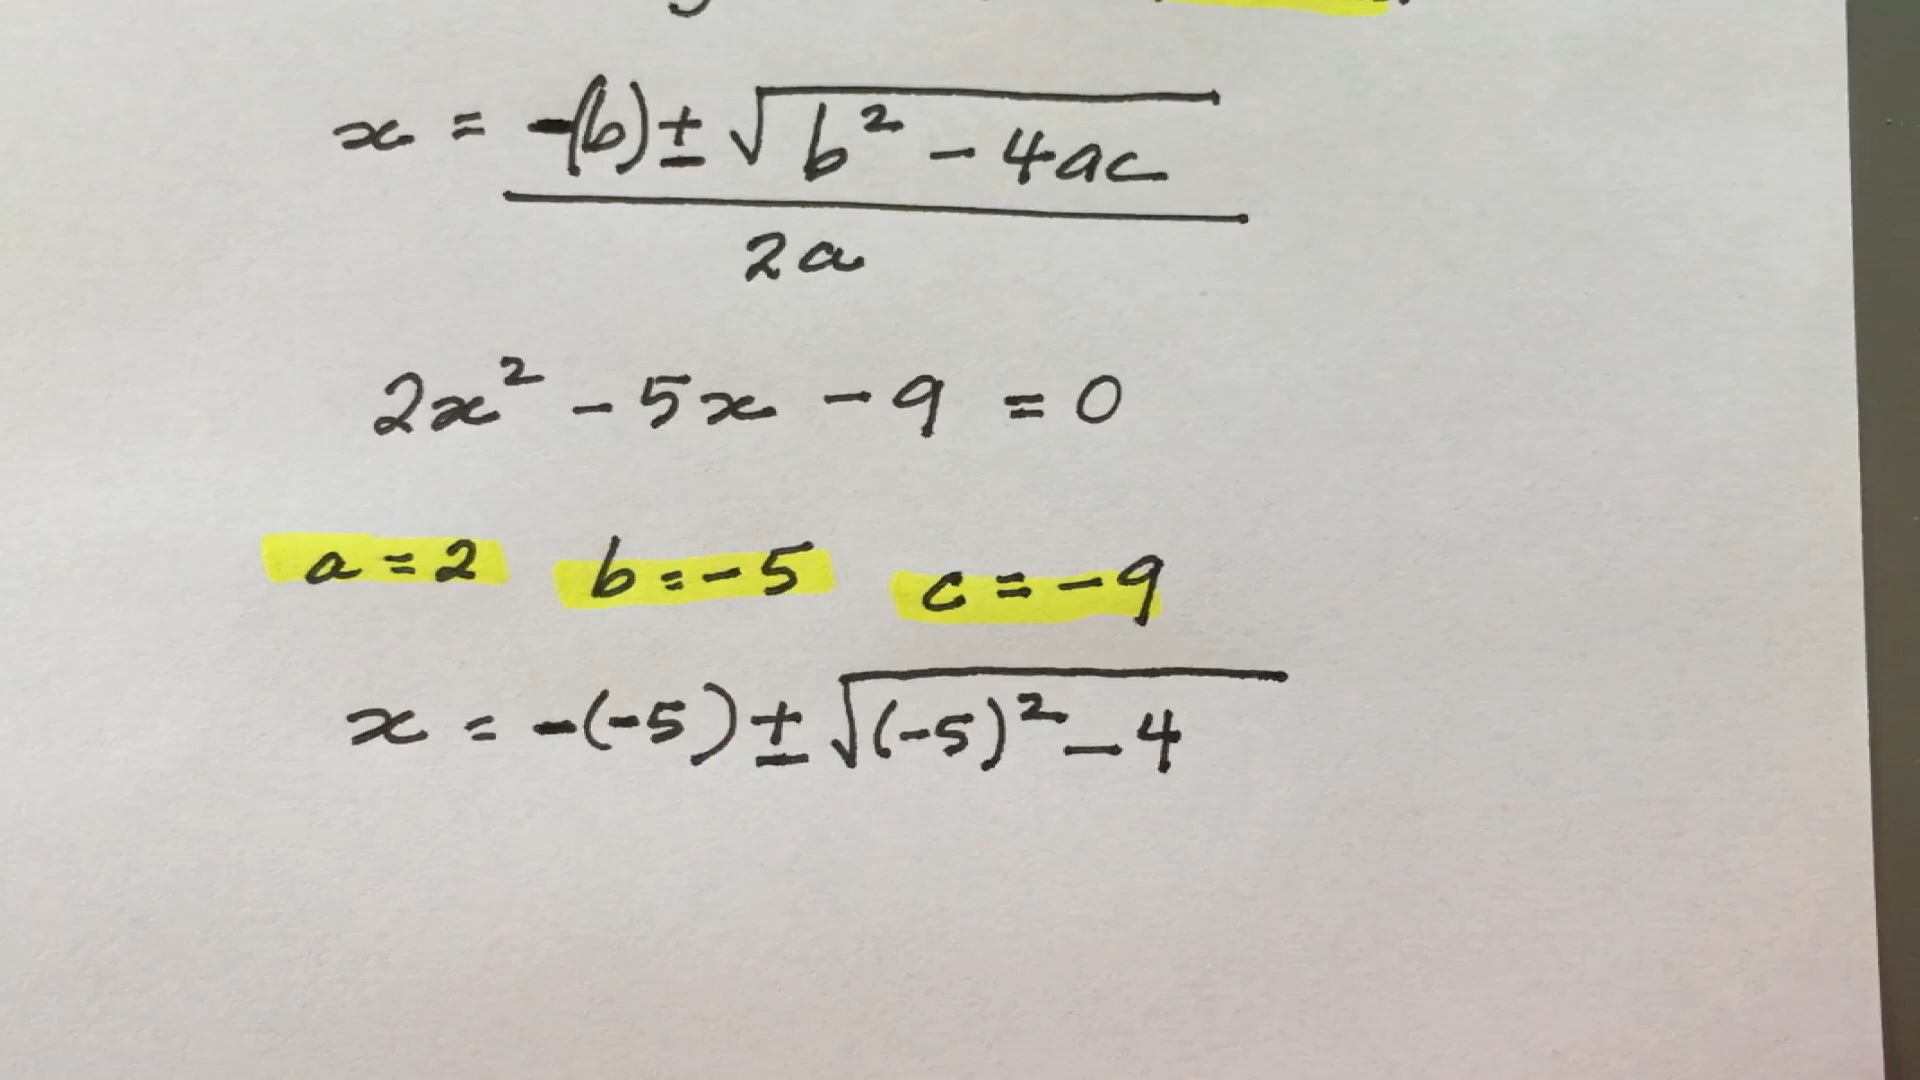 x = -(b) ± √b² - 4ac
2a
2x² - 5x - 9 = 0
a = 2 b = -5 c = -9
x = -(-5) ± √(-5)² - 4